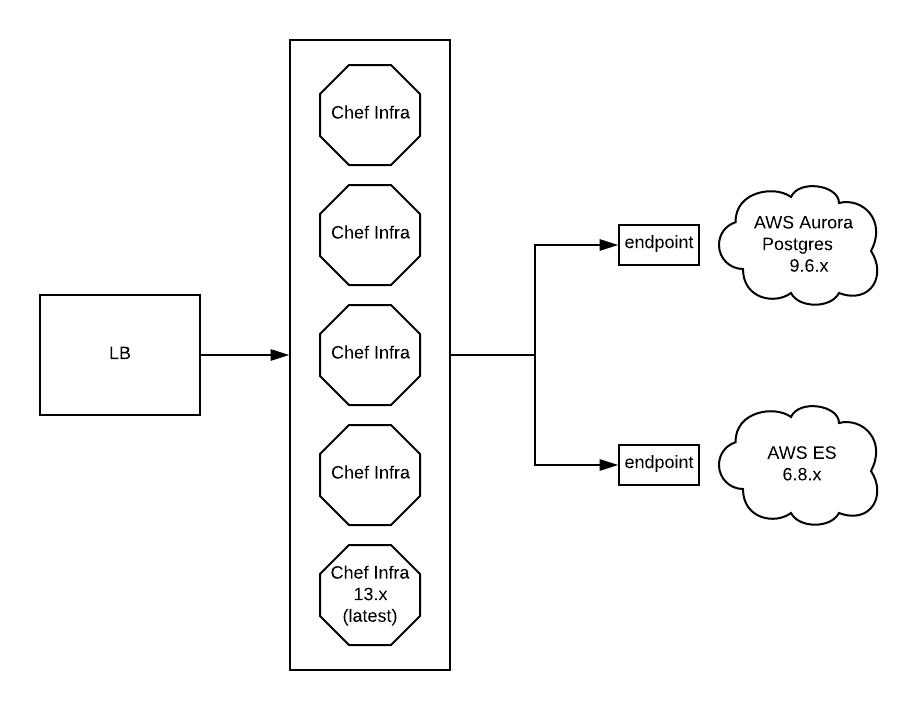 LB
Chef Infra
Chef Infra
Chef Infra
Chef Infra
Chef Infra
13.x
(latest)
endpoint
AWS Aurora
Postgres
9.6.x
endpoint
AWS ES
6.8.x